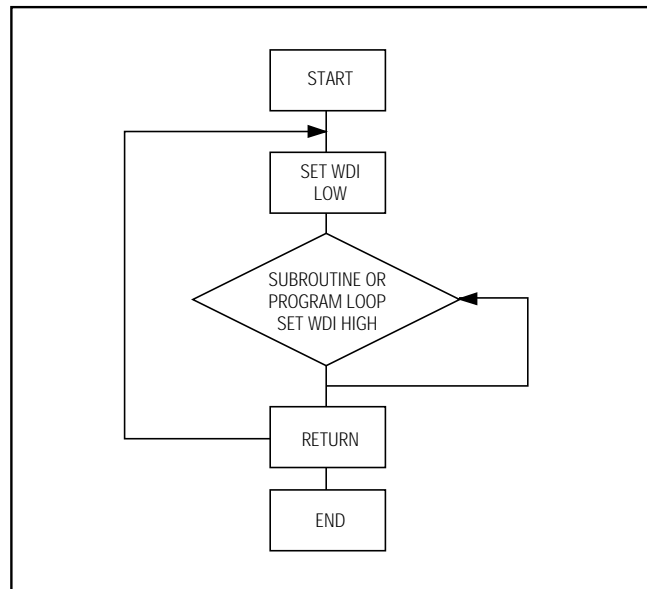 START
SET WDI
LOW
SUBROUTINE OR
PROGRAM LOOP
SET WDI HIGH
RETURN
END